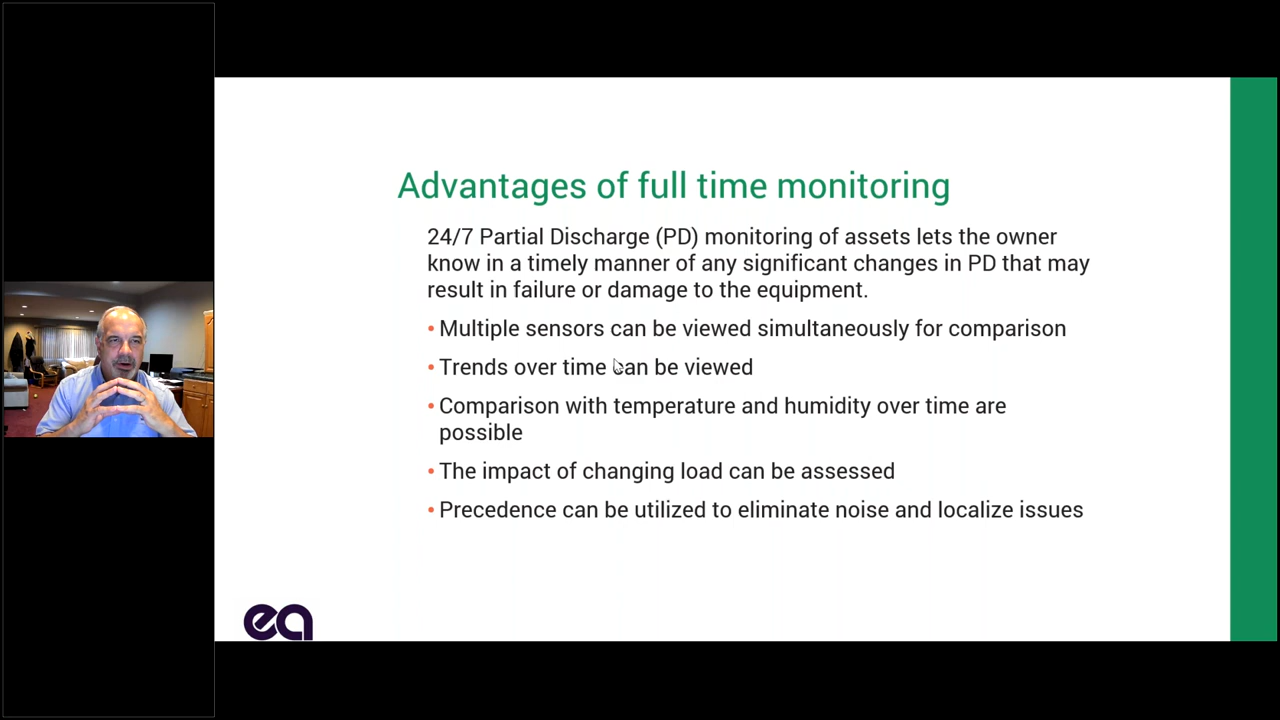 Advantages of full time monitoring
24/7 Partial Discharge (PD) monitoring of assets lets the owner
know in a timely manner of any significant changes in PD that may
result in failure or damage to the equipment.
•Multiple sensors can be viewed simultaneously for comparison
•Trends over time can be viewed
•Comparison with temperature and humidity over time are
possible
•The impact of changing load can be assessed
•Precedence can be utilized to eliminate noise and localize issues
ea